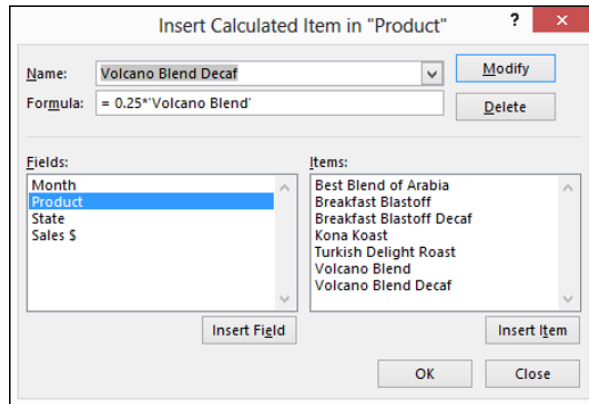 Insert Calculated Item in "Product"
? ×
Name: Volcano Blend Decaf Modify
Formula: = 0.25*'Volcano Blend' Delete
Fields: Items:
Month Best Blend of Arabia
Product Breakfast Blastoff
State Breakfast Blastoff Decaf
Sales $ Kona Koast
Turkish Delight Roast
Volcano Blend
Volcano Blend Decaf
Insert Field Insert Item
OK Close